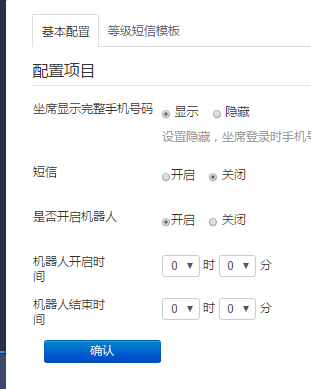 基本配置 等级短信模板
配置项目
坐席显示完整手机号码 显示 隐藏
设置隐藏，坐席登录时手机号
短信 开启 关闭
是否开启机器人 开启 关闭
机器人开启时
间 0 时 0 分
机器人结束时
间 0 时 0 分
确认